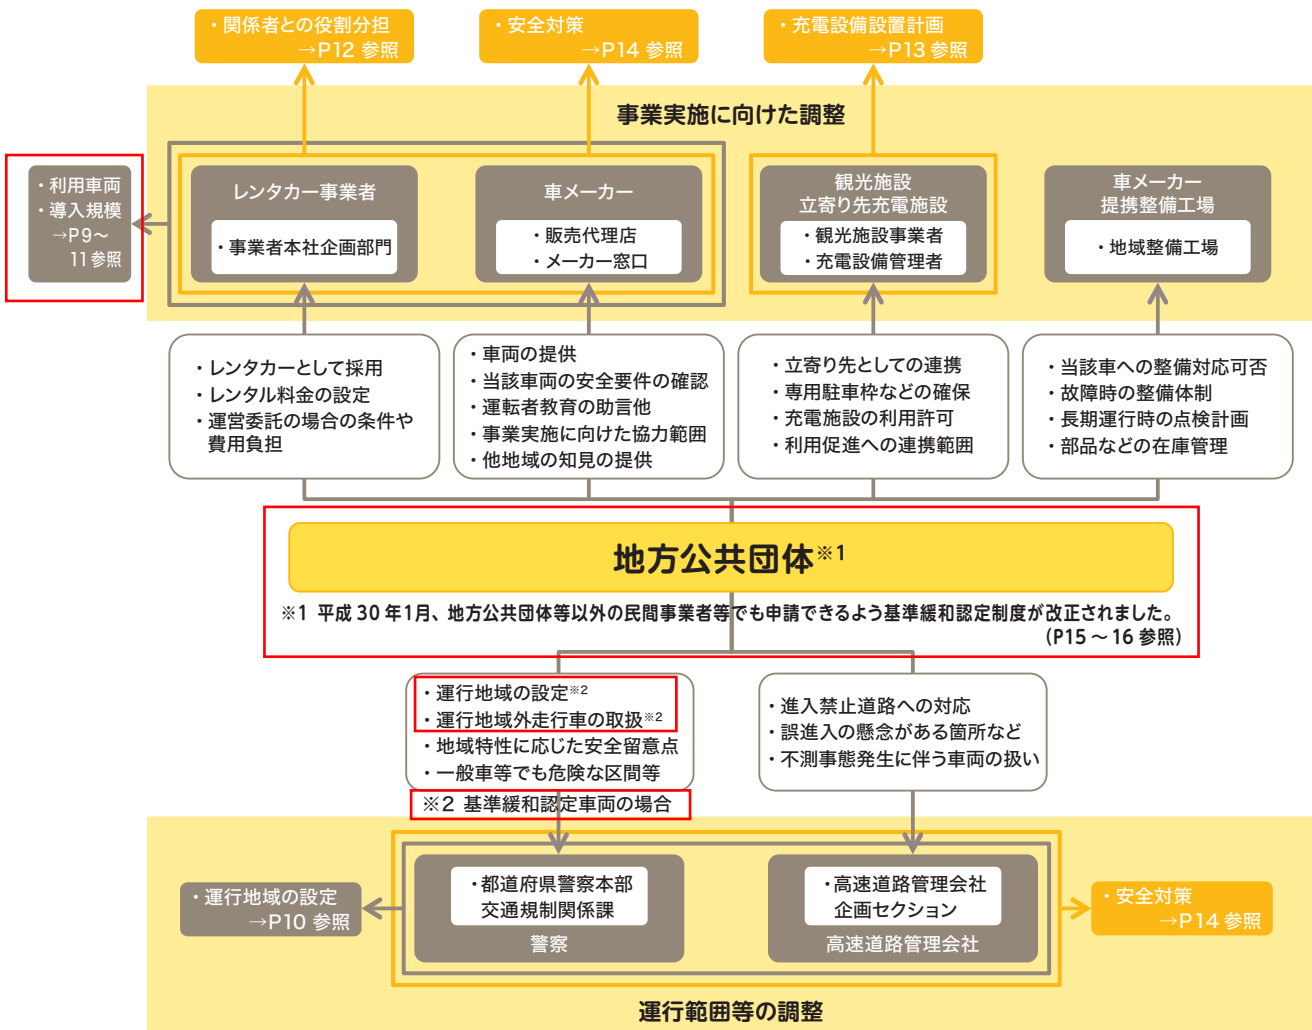 ・関係者との役割分担
→P12 参照
・安全対策
→P14 参照
・充電設備設置計画
→P13 参照
事業実施に向けた調整
・利用車両
・導入規模
→P9～
11参照
レンタカー事業者
・事業者本社企画部門
車メーカー
・販売代理店
・メーカー窓口
観光施設
立寄り先充電施設
・観光施設事業者
・充電設備管理者
車メーカー
提携整備工場
・地域整備工場
・レンタカーとして採用
・レンタル料金の設定
・運営委託の場合の条件や
費用負担
・車両の提供
・当該車両の安全要件の確認
・運転者教育の助言他
・事業実施に向けた協力範囲
・他地域の知見の提供
・立寄り先としての連携
・専用駐車枠などの確保
・充電施設の利用許可
・利用促進への連携範囲
・当該車への整備対応可否
・故障時の整備体制
・長期運行時の点検計画
・部品などの在庫管理
地方公共団体※1
※1 平成30年1月、地方公共団体等以外の民間事業者等でも申請できるよう基準緩和認定制度が改正されました。
（P15～16参照）
・運行地域の設定※2
・運行地域外走行車の取扱※2
・地域特性に応じた安全留意点
・一般車等でも危険な区間等
※2 基準緩和認定車両の場合
・進入禁止道路への対応
・誤進入の懸念がある箇所など
・不測事態発生に伴う車両の扱い
・運行地域の設定
→P10 参照
・都道府県警察本部
交通規制関係課
警察
・高速道路管理会社
企画セクション
高速道路管理会社
・安全対策
→P14 参照
運行範囲等の調整